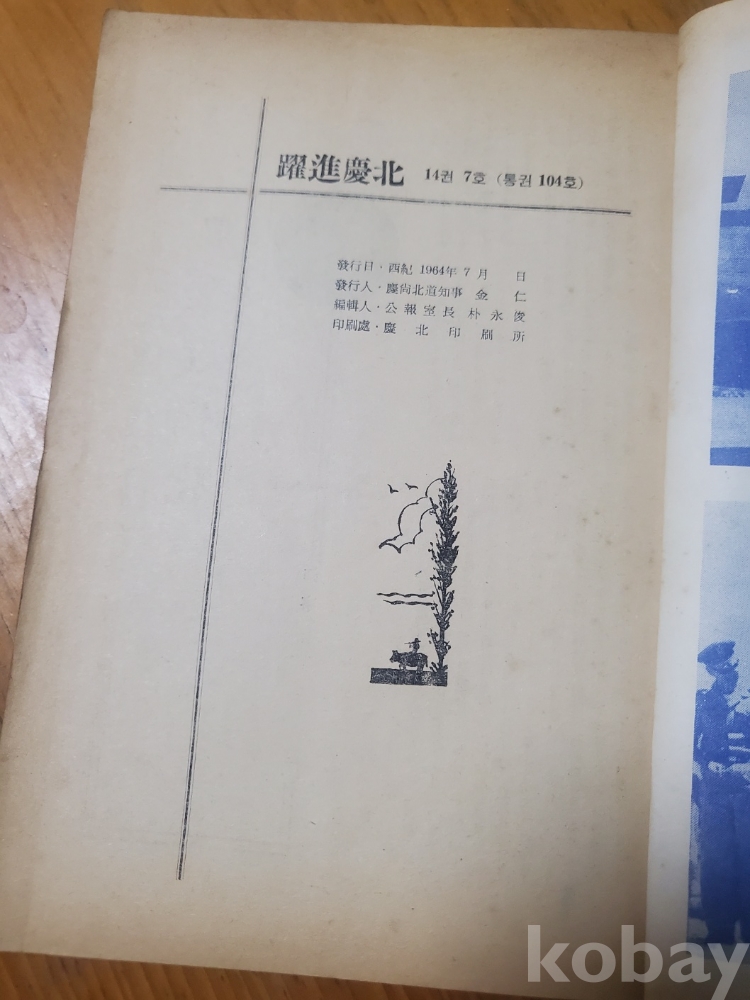 躍進慶北 14권 7호 (통권 104호)
發行日・西紀 1964年 7月 日
發行人・慶尙北道知事 金 仁
編輯人・公報室長 朴永俊
印刷處・慶北印刷所
kobay